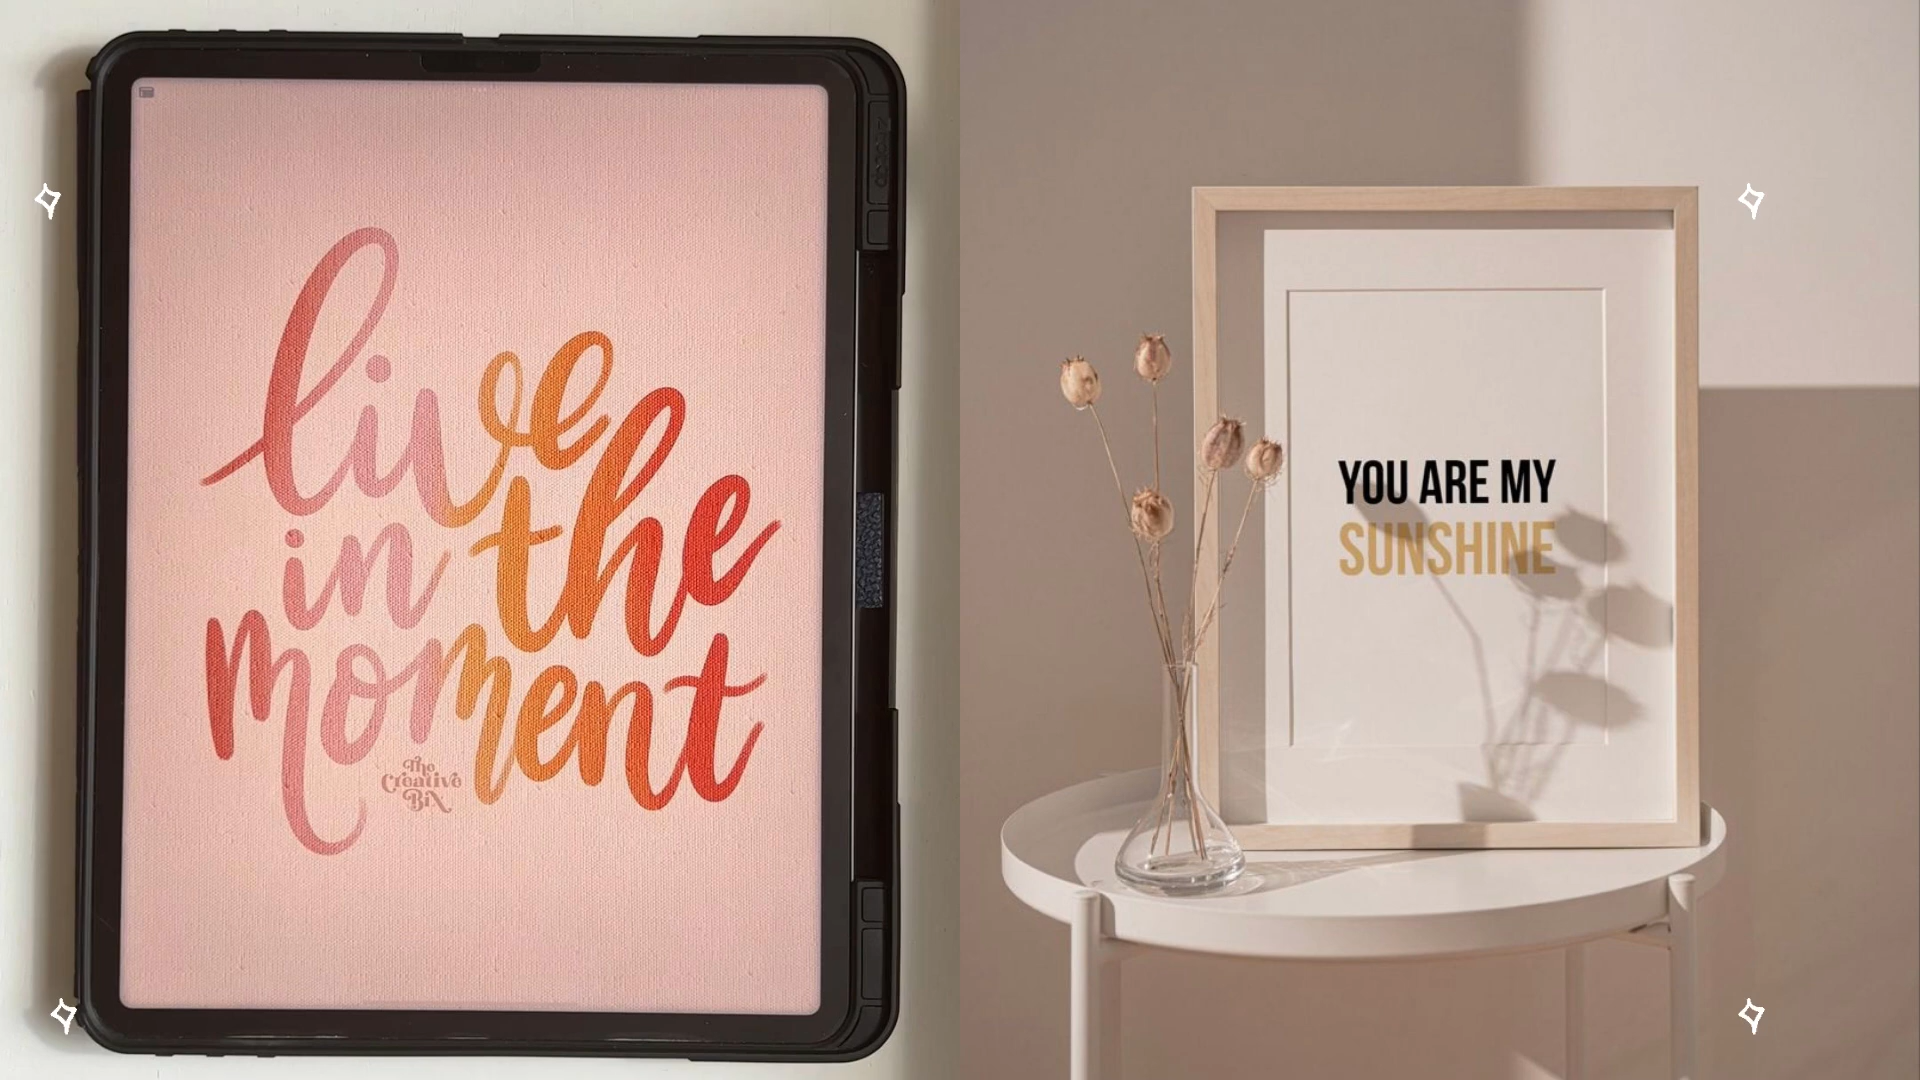 live
in the
moment
The
Creative
Bix
YOU ARE MY
SUNSHINE